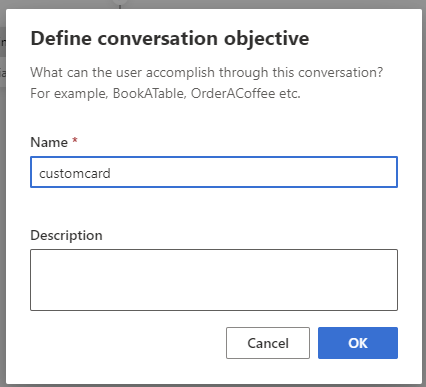 Define conversation objective
What can the user accomplish through this conversation?
For example, BookATable, OrderACoffee etc.
Name *
customcard
Description
Cancel
OK